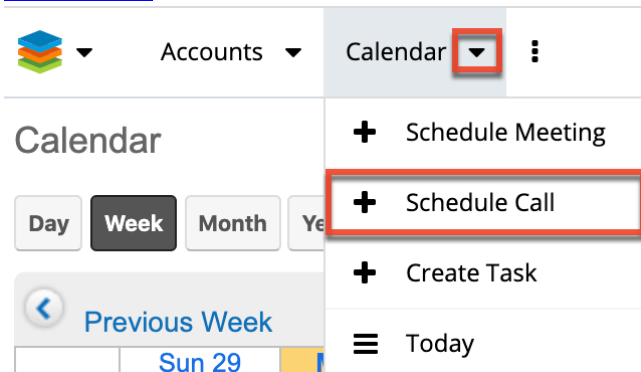 Accounts Calendar
Calendar
Schedule Meeting
Day Week Month
Schedule Call
Create Task
Previous Week
Today
Sun 29